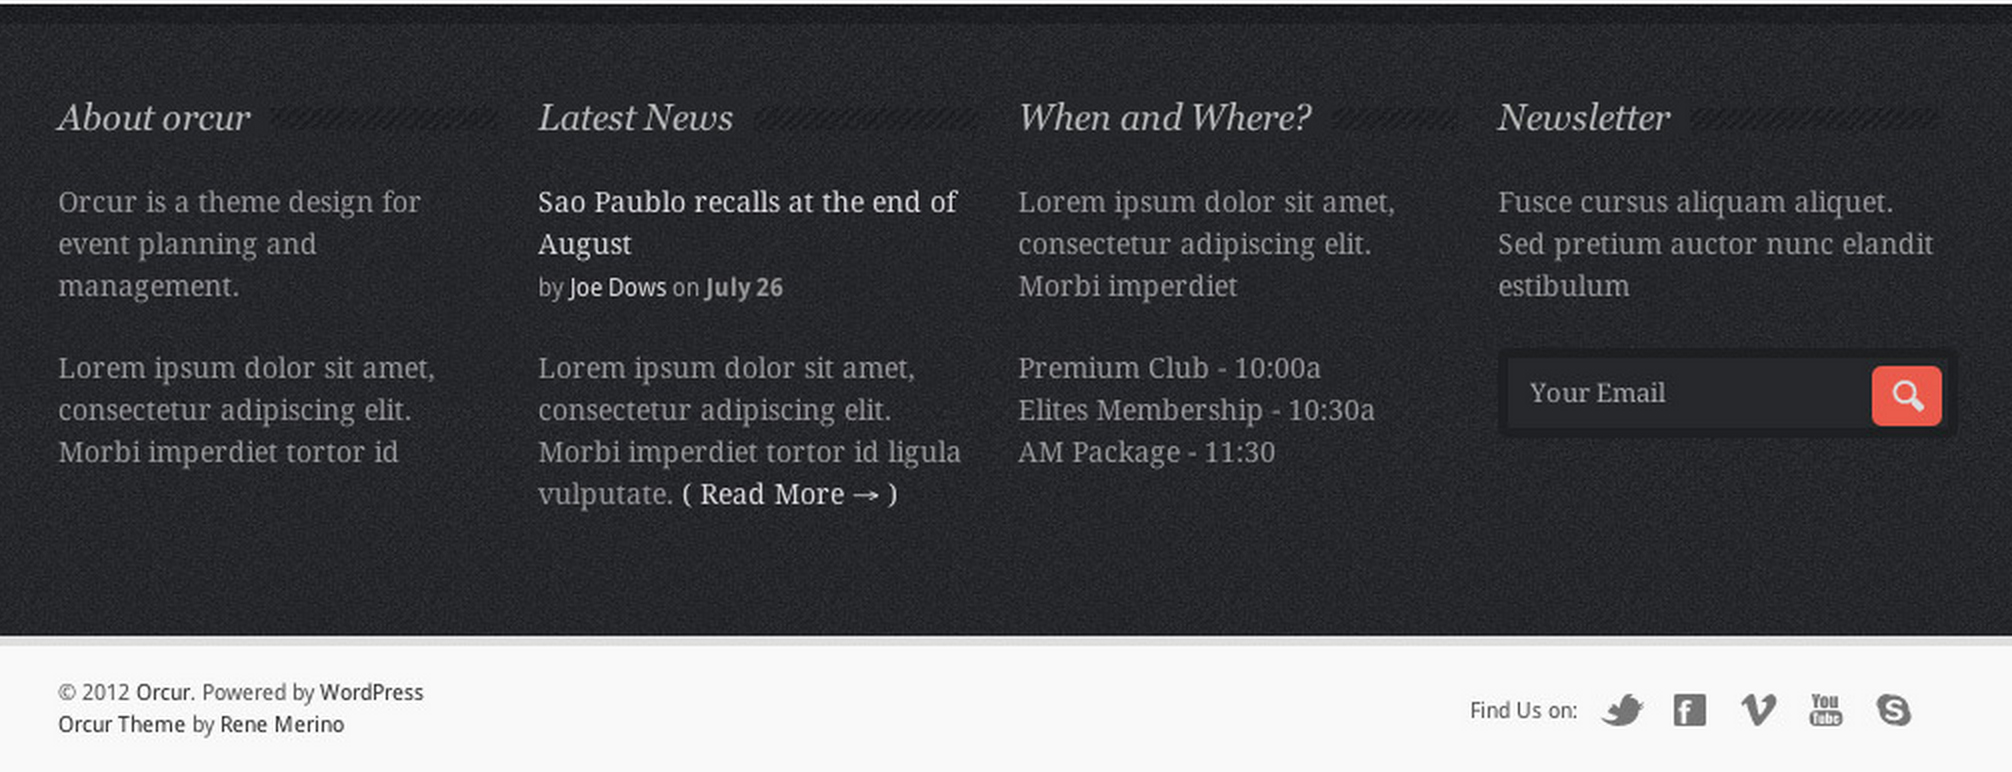 About orcur
Orcur is a theme design for
event planning and
management.
Lorem ipsum dolor sit amet,
consectetur adipiscing elit.
Morbi imperdiet tortor id
Latest News
Sao Paublo recalls at the end of
August
by Joe Dows on July 26
Lorem ipsum dolor sit amet,
consectetur adipiscing elit.
Morbi imperdiet tortor id ligula
vulputate. ( Read More → )
When and Where?
Lorem ipsum dolor sit amet,
consectetur adipiscing elit.
Morbi imperdiet
Premium Club - 10:00a
Elites Membership - 10:30a
AM Package - 11:30
Newsletter
Fusce cursus aliquam aliquet.
Sed pretium auctor nunc elandit
estibulum
Your Email
© 2012 Orcur. Powered by WordPress
Orcur Theme by Rene Merino
Find Us on:
You
Tube